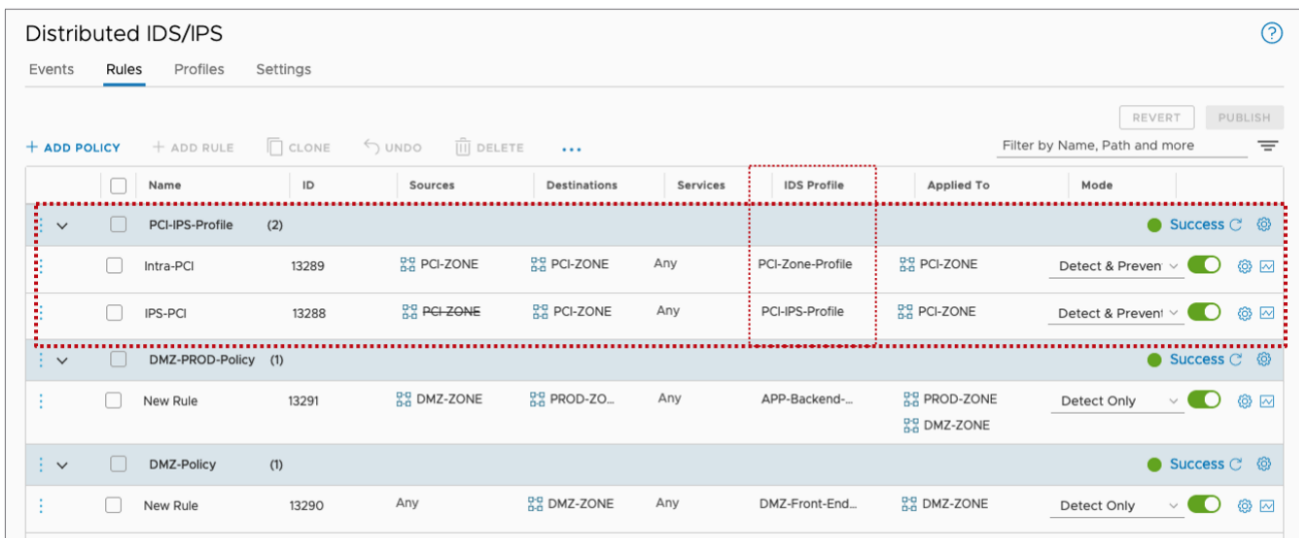 Distributed IDS/IPS
Events Rules Profiles Settings
REVERT PUBLISH
+ ADD POLICY + ADD RULE CLONE UNDO DELETE ... Filter by Name, Path and more
Name ID Sources Destinations Services IDS Profile Applied To Mode
PCI-IPS-Profile (2) Success
Intra-PCI 13289 PCI-ZONE PCI-ZONE Any PCI-Zone-Profile PCI-ZONE Detect & Preven
IPS-PCI 13288 PCI-ZONE PCI-ZONE Any PCI-IPS-Profile PCI-ZONE Detect & Prevent
DMZ-PROD-Policy (1) Success
New Rule 13291 DMZ-ZONE PROD-ZO... Any APP-Backend-... PROD-ZONE Detect Only
DMZ-ZONE
DMZ-Policy (1) Success
New Rule 13290 Any DMZ-ZONE Any DMZ-Front-End... DMZ-ZONE Detect Only